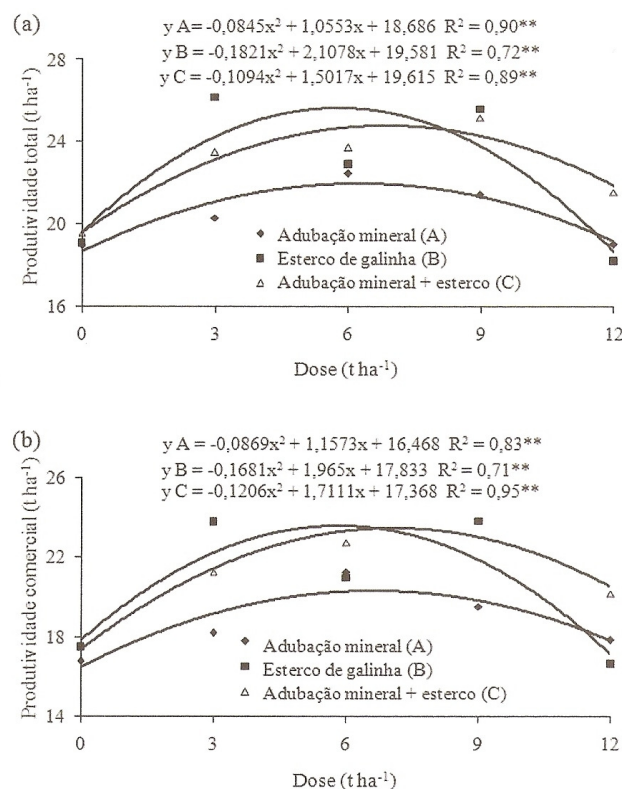 (a)
y A= -0,0845x² + 1,0553x + 18,686 R² = 0,90**
y B = -0,1821x² + 2,1078x + 19,581 R² = 0,72**
y C = -0,1094x² + 1,5017x + 19,615 R² = 0,89**
Produtividade total (t ha⁻¹)
28
24
20
16
Adubação mineral (A)
Esterco de galinha (B)
Adubação mineral + esterco (C)
0 3 6 9 12
Dose (t ha⁻¹)
(b)
y A = -0,0869x² + 1,1573x + 16,468 R² = 0,83**
y B = -0,1681x² + 1,965x + 17,833 R² = 0,71**
y C = -0,1206x² + 1,7111x + 17,368 R² = 0,95**
Produtividade comercial (t ha⁻¹)
26
22
18
14
Adubação mineral (A)
Esterco de galinha (B)
Adubação mineral + esterco (C)
0 3 6 9 12
Dose (t ha⁻¹)